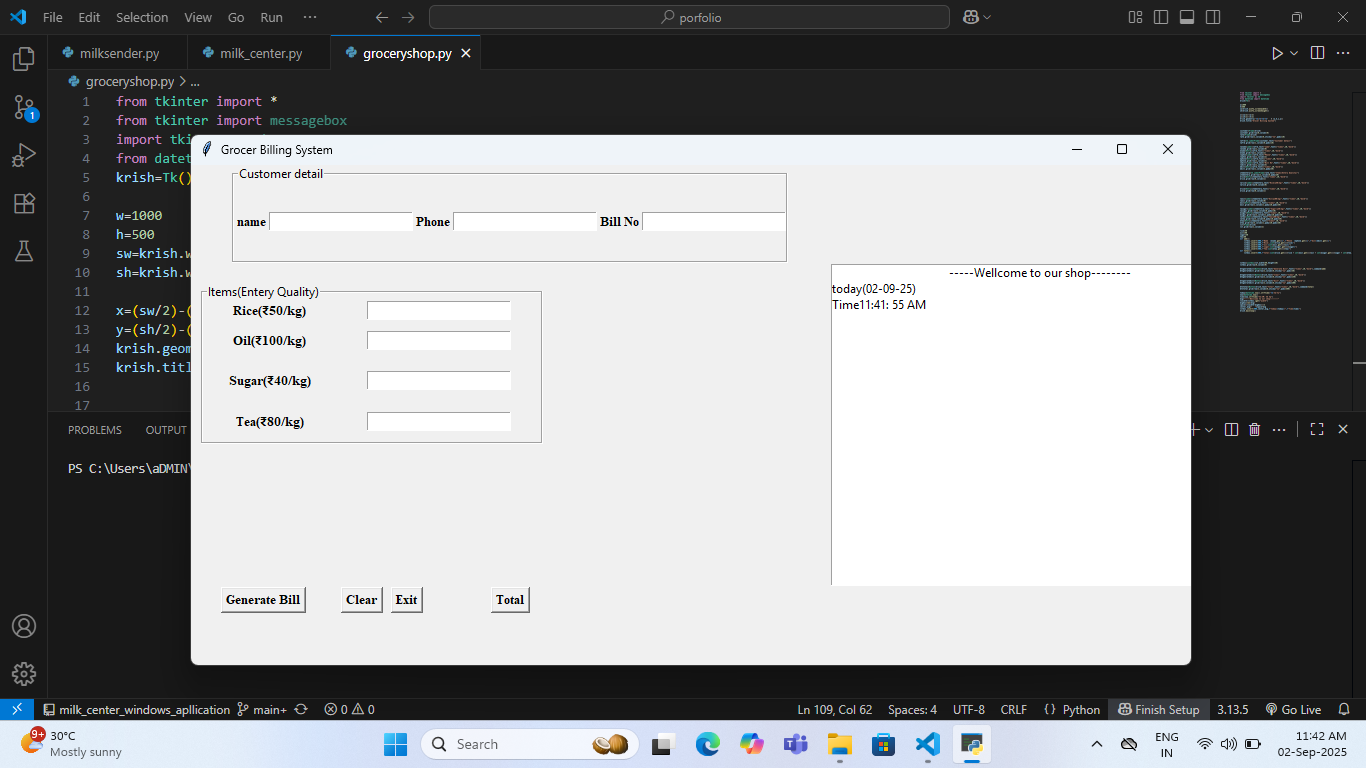 File Edit Selection View Go Run ··· porfolio
milksender.py milk_center.py groceryshop.py
groceryshop.py > ...
1 from tkinter import *
2 from tkinter import messagebox
3 import tki
4 from datet
5 krish=Tk()
6
7 w=1000
8 h=500
9 sw=krish.w
10 sh=krish.w
11
12 x=(sw/2)-(
13 y=(sh/2)-(
14 krish.geom
15 krish.titl
16
17
1
Grocer Billing System
Customer detail
name Phone Bill No
Items(Entery Quality)
Rice(₹50/kg)
Oil(₹100/kg)
Sugar(₹40/kg)
Tea(₹80/kg)
-----Wellcome to our shop--------
today(02-09-25)
Time11:41: 55 AM
Generate Bill Clear Exit Total
PROBLEMS OUTPUT
PS C:\Users\aDMIN\
milk_center_windows_apllication main+ 0 0 Ln 109, Col 62 Spaces: 4 UTF-8 CRLF {} Python Finish Setup 3.13.5 Go Live
9+ 30°C
Mostly sunny
Search
ENG
IN
11:42 AM
02-Sep-2025